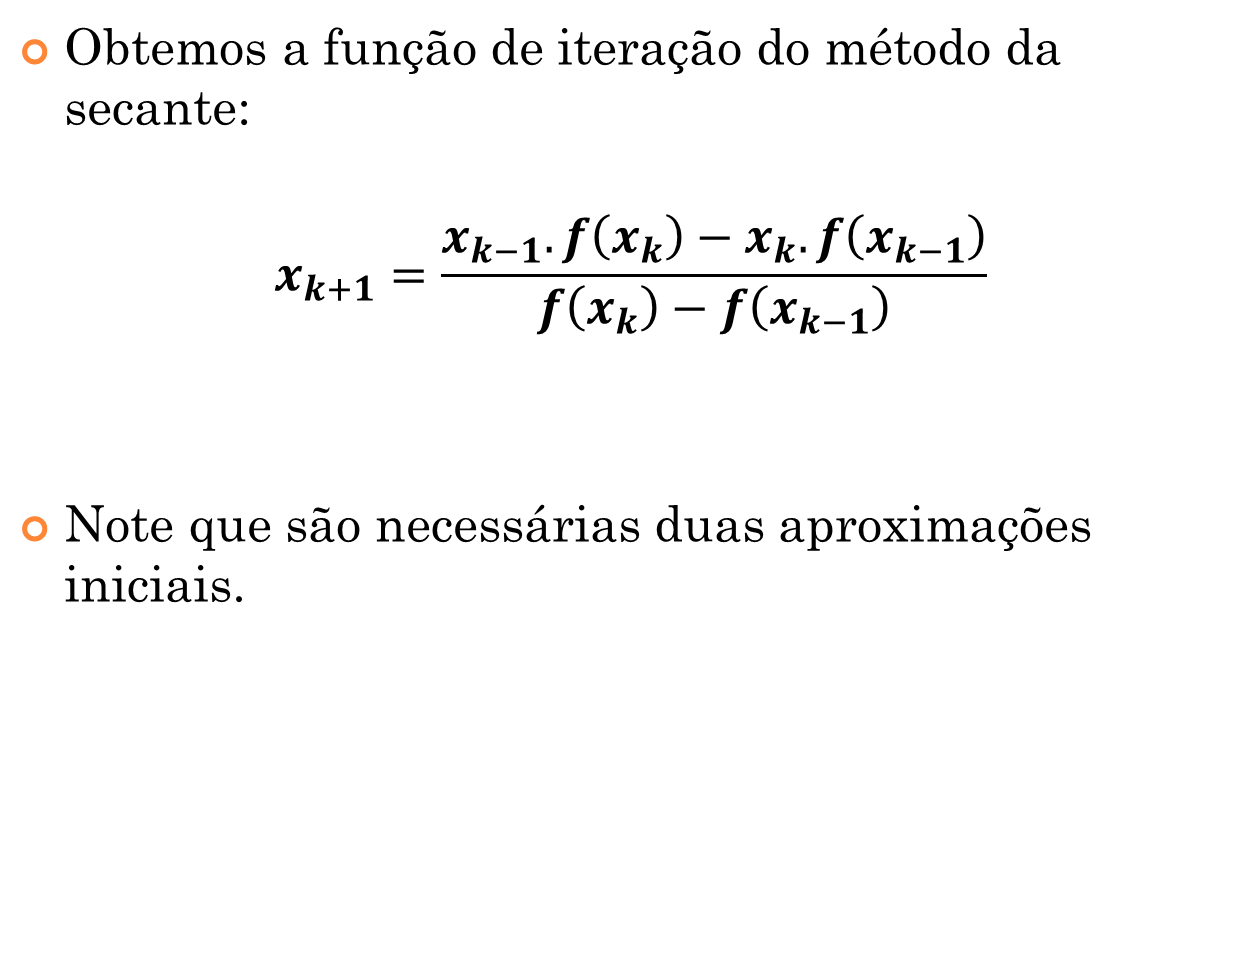 Obtemos a função de iteração do método da
secante:
x_{k+1} = \frac{x_{k-1}.f(x_k) - x_k.f(x_{k-1})}{f(x_k) - f(x_{k-1})}
Note que são necessárias duas aproximações
iniciais.